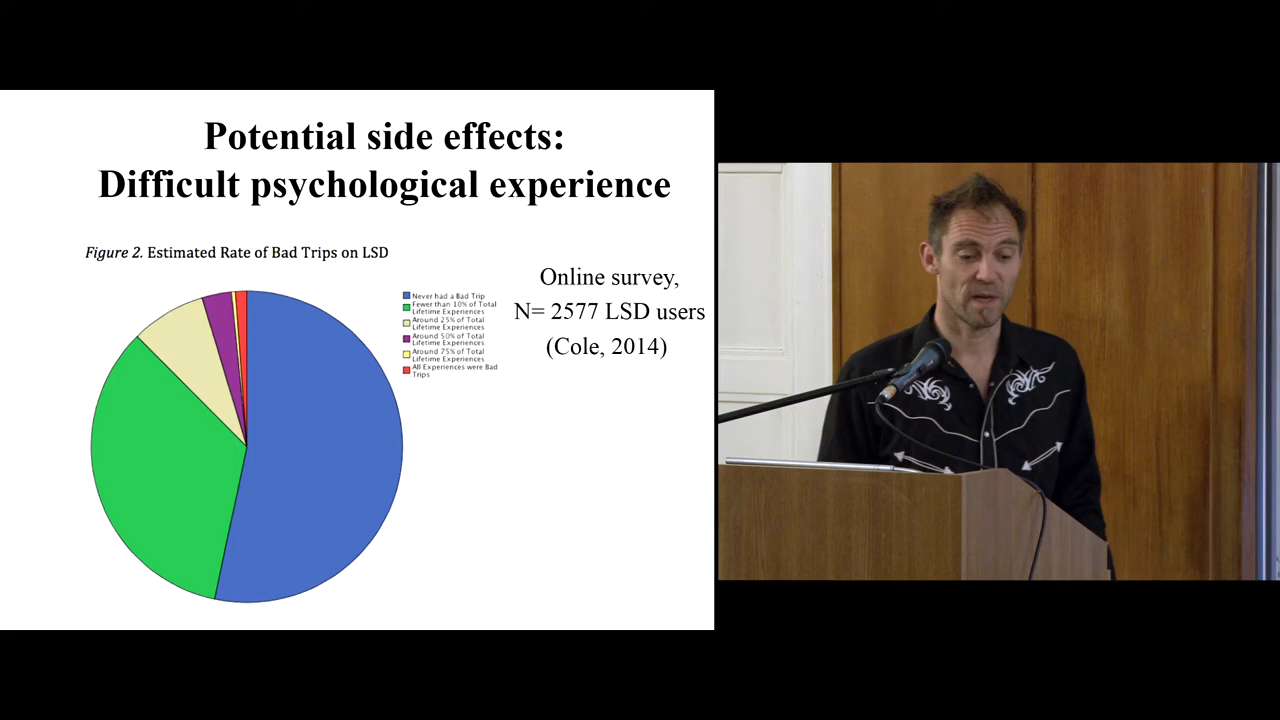 Potential side effects:
Difficult psychological experience
Figure 2. Estimated Rate of Bad Trips on LSD
Never had a Bad Trip
Fewer than 10% of Total
Lifetime Experiences
Around 25% of Total
Lifetime Experiences
Around 50% of Total
Lifetime Experiences
Around 75% of Total
Lifetime Experiences
All Experiences were Bad
Trips
Online survey,
N= 2577 LSD users
(Cole, 2014)